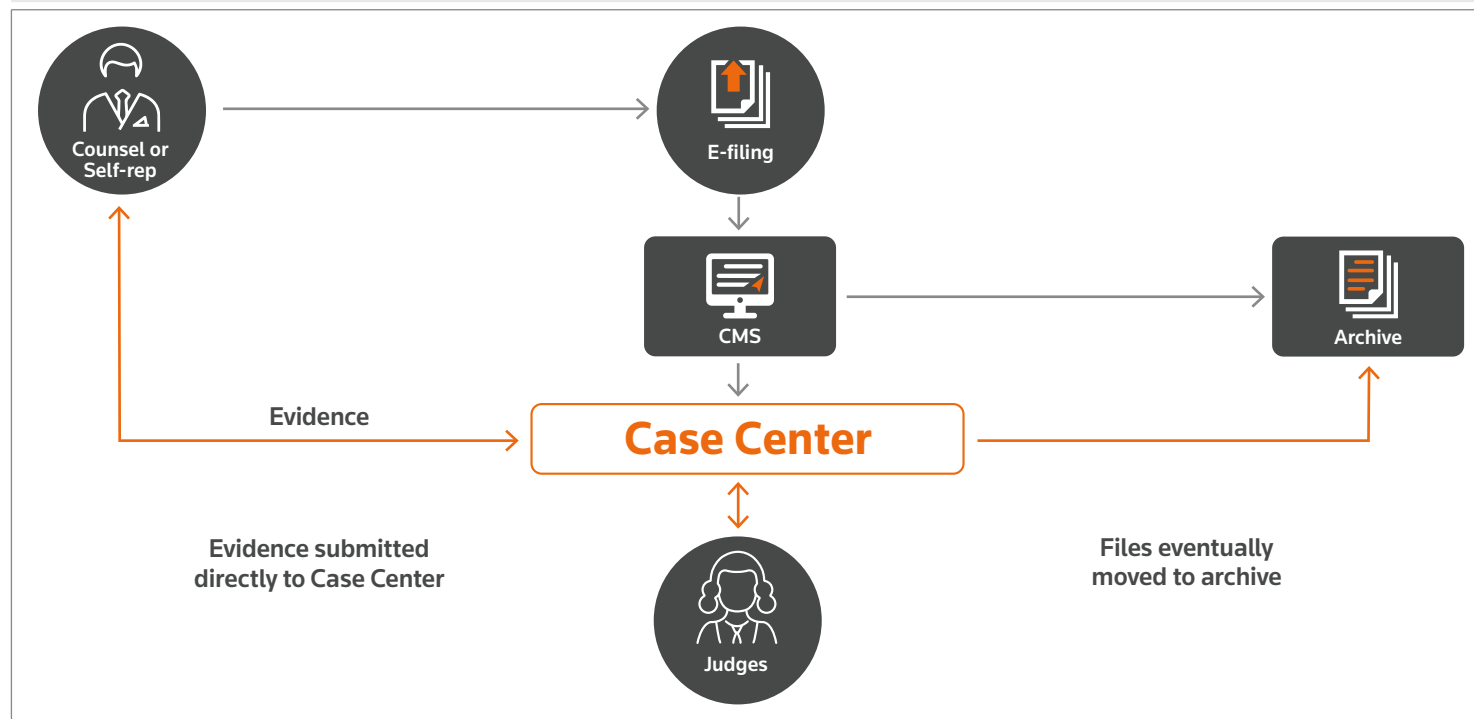 Counsel or
Self-rep
E-filing
CMS
Archive
Evidence
Case Center
Evidence submitted
directly to Case Center
Files eventually
moved to archive
Judges